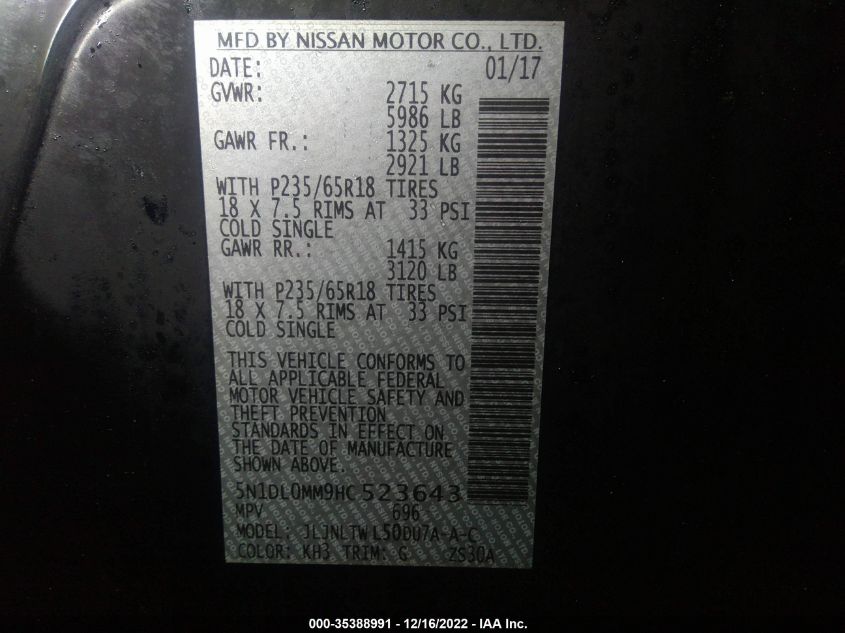 MFD BY NISSAN MOTOR CO., LTD.
DATE: 01/17
GVWR: 2715 KG
5986 LB
GAWR FR.: 1325 KG
2921 LB
WITH P235/65R18 TIRES
18 X 7.5 RIMS AT 33 PSI
COLD SINGLE
GAWR RR.: 1415 KG
3120 LB
WITH P235/65R18 TIRES
18 X 7.5 RIMS AT 33 PSI
COLD SINGLE
THIS VEHICLE CONFORMS TO
ALL APPLICABLE FEDERAL
MOTOR VEHICLE SAFETY AND
THEFT PREVENTION
STANDARDS IN EFFECT ON
THE DATE OF MANUFACTURE
SHOWN ABOVE.
5N1DL0MM9HC523643
MPV 696
MODEL: JLJNLTWL50DU7A-A-C
COLOR: KH3 TRIM: G ZS30A
000-35388991 - 12/16/2022 - IAA Inc.